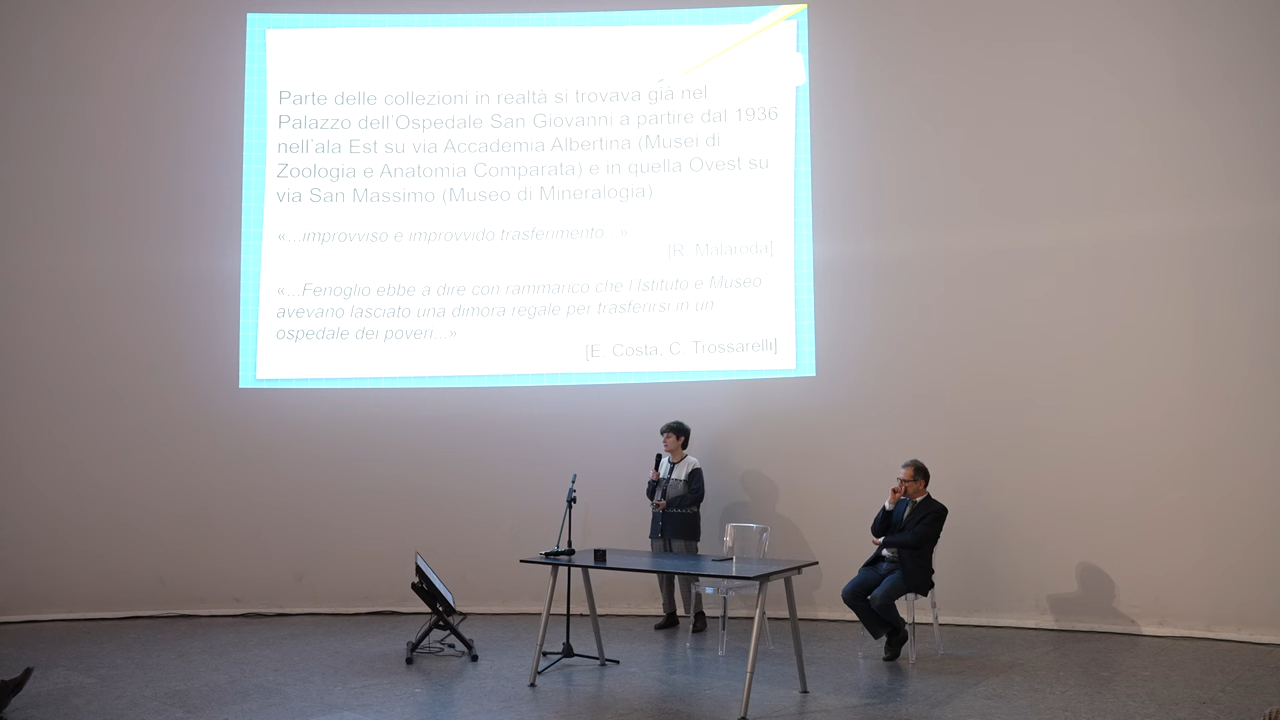 Parte delle collezioni in realtà si trovava già nel
Palazzo dell'Ospedale San Giovanni a partire dal 1936
nell'ala Est su via Accademia Albertina (Musei di
Zoologia e Anatomia Comparata) e in quella Ovest su
via San Massimo (Museo di Mineralogia)
«...improvviso e improvvido trasferimento...»
[R. Malaroda]
«...Fenoglio ebbe a dire con rammarico che l'Istituto e Museo
avevano lasciato una dimora regale per trasferirsi in un
ospedale dei poveri...»
[E. Costa, C. Trossarelli]